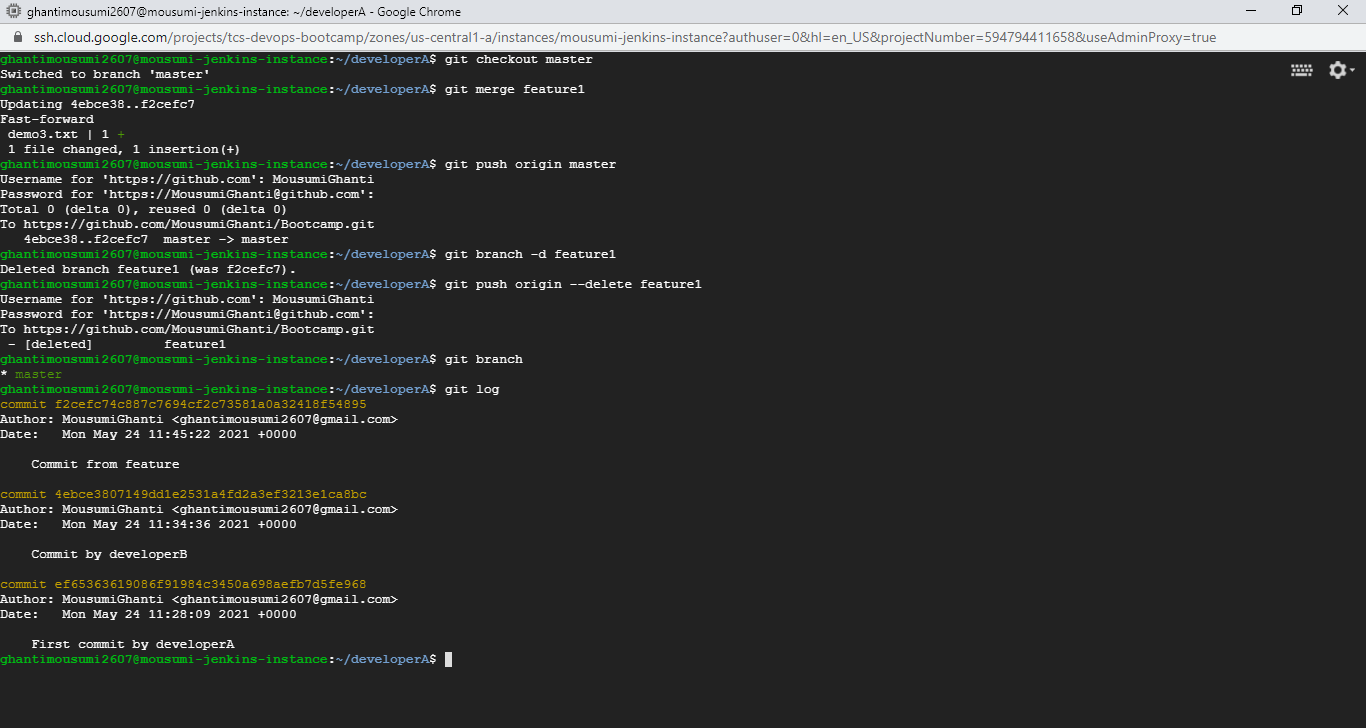 ghantimousumi2607@mousumi-jenkins-instance: ~/developerA - Google Chrome
ssh.cloud.google.com/projects/tcs-devops-bootcamp/zones/us-central1-a/instances/mousumi-jenkins-instance?authuser=0&hl=en_US&projectNumber=594794411658&useAdminProxy=true
ghantimousumi2607@mousumi-jenkins-instance:~/developerA$ git checkout master
Switched to branch 'master'
ghantimousumi2607@mousumi-jenkins-instance:~/developerA$ git merge feature1
Updating 4ebce38..f2cefc7
Fast-forward
 demo3.txt | 1 +
 1 file changed, 1 insertion(+)
ghantimousumi2607@mousumi-jenkins-instance:~/developerA$ git push origin master
Username for 'https://github.com': MousumiGhanti
Password for 'https://MousumiGhanti@github.com':
Total 0 (delta 0), reused 0 (delta 0)
To https://github.com/MousumiGhanti/Bootcamp.git
   4ebce38..f2cefc7  master -> master
ghantimousumi2607@mousumi-jenkins-instance:~/developerA$ git branch -d feature1
Deleted branch feature1 (was f2cefc7).
ghantimousumi2607@mousumi-jenkins-instance:~/developerA$ git push origin --delete feature1
Username for 'https://github.com': MousumiGhanti
Password for 'https://MousumiGhanti@github.com':
To https://github.com/MousumiGhanti/Bootcamp.git
 - [deleted]         feature1
ghantimousumi2607@mousumi-jenkins-instance:~/developerA$ git branch
* master
ghantimousumi2607@mousumi-jenkins-instance:~/developerA$ git log
commit f2cefc74c887c7694cf2c73581a0a32418f54895
Author: MousumiGhanti <ghantimousumi2607@gmail.com>
Date:   Mon May 24 11:45:22 2021 +0000
    Commit from feature
commit 4ebce3807149dd1e2531a4fd2a3ef3213e1ca8bc
Author: MousumiGhanti <ghantimousumi2607@gmail.com>
Date:   Mon May 24 11:34:36 2021 +0000
    Commit by developerB
commit ef65363619086f91984c3450a698aefb7d5fe968
Author: MousumiGhanti <ghantimousumi2607@gmail.com>
Date:   Mon May 24 11:28:09 2021 +0000
    First commit by developerA
ghantimousumi2607@mousumi-jenkins-instance:~/developerA$